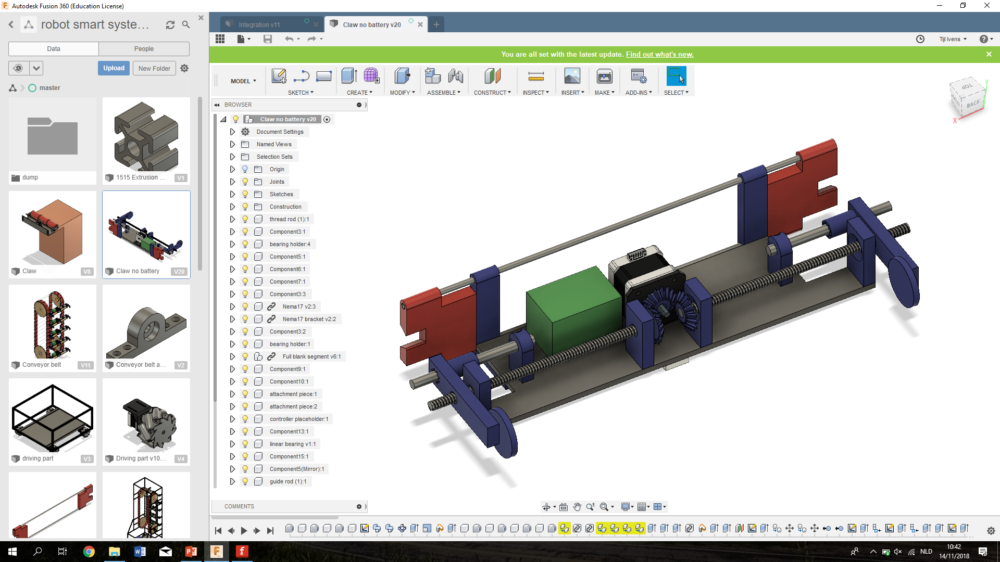 Autodesk Fusion 360 (Education License)
robot smart syste...
Data
People
Upload
New Folder
master
dump
1515 Extrusion ...
V1
Claw
V8
Claw no battery
V20
Conveyor belt
V11
Conveyor belt a...
V2
driving part
V3
Driving part v10...
V4
Integration v11
Claw no battery v20
Tijl Ivens
You are all set with the latest update. Find out what's new.
MODEL
SKETCH
CREATE
MODIFY
ASSEMBLE
CONSTRUCT
INSPECT
INSERT
MAKE
ADD-INS
SELECT
TOP
BACK
X
Y
BROWSER
Claw no battery v20
Document Settings
Named Views
Selection Sets
Origin
Joints
Sketches
Construction
thread rod (1):1
Component3:1
bearing holder:4
Component5:1
Component6:1
Component7:1
Component3:3
Nema17 v2:3
Nema17 bracket v2:2
Component3:2
bearing holder:1
Full blank segment v6:1
Component9:1
Component10:1
attachment piece:1
attachment piece:2
controller placeholder:1
Component13:1
linear bearing v1:1
Component15:1
Component5(Mirror):1
guide rod (1):1
COMMENTS
NLD
10:42
14/11/2018